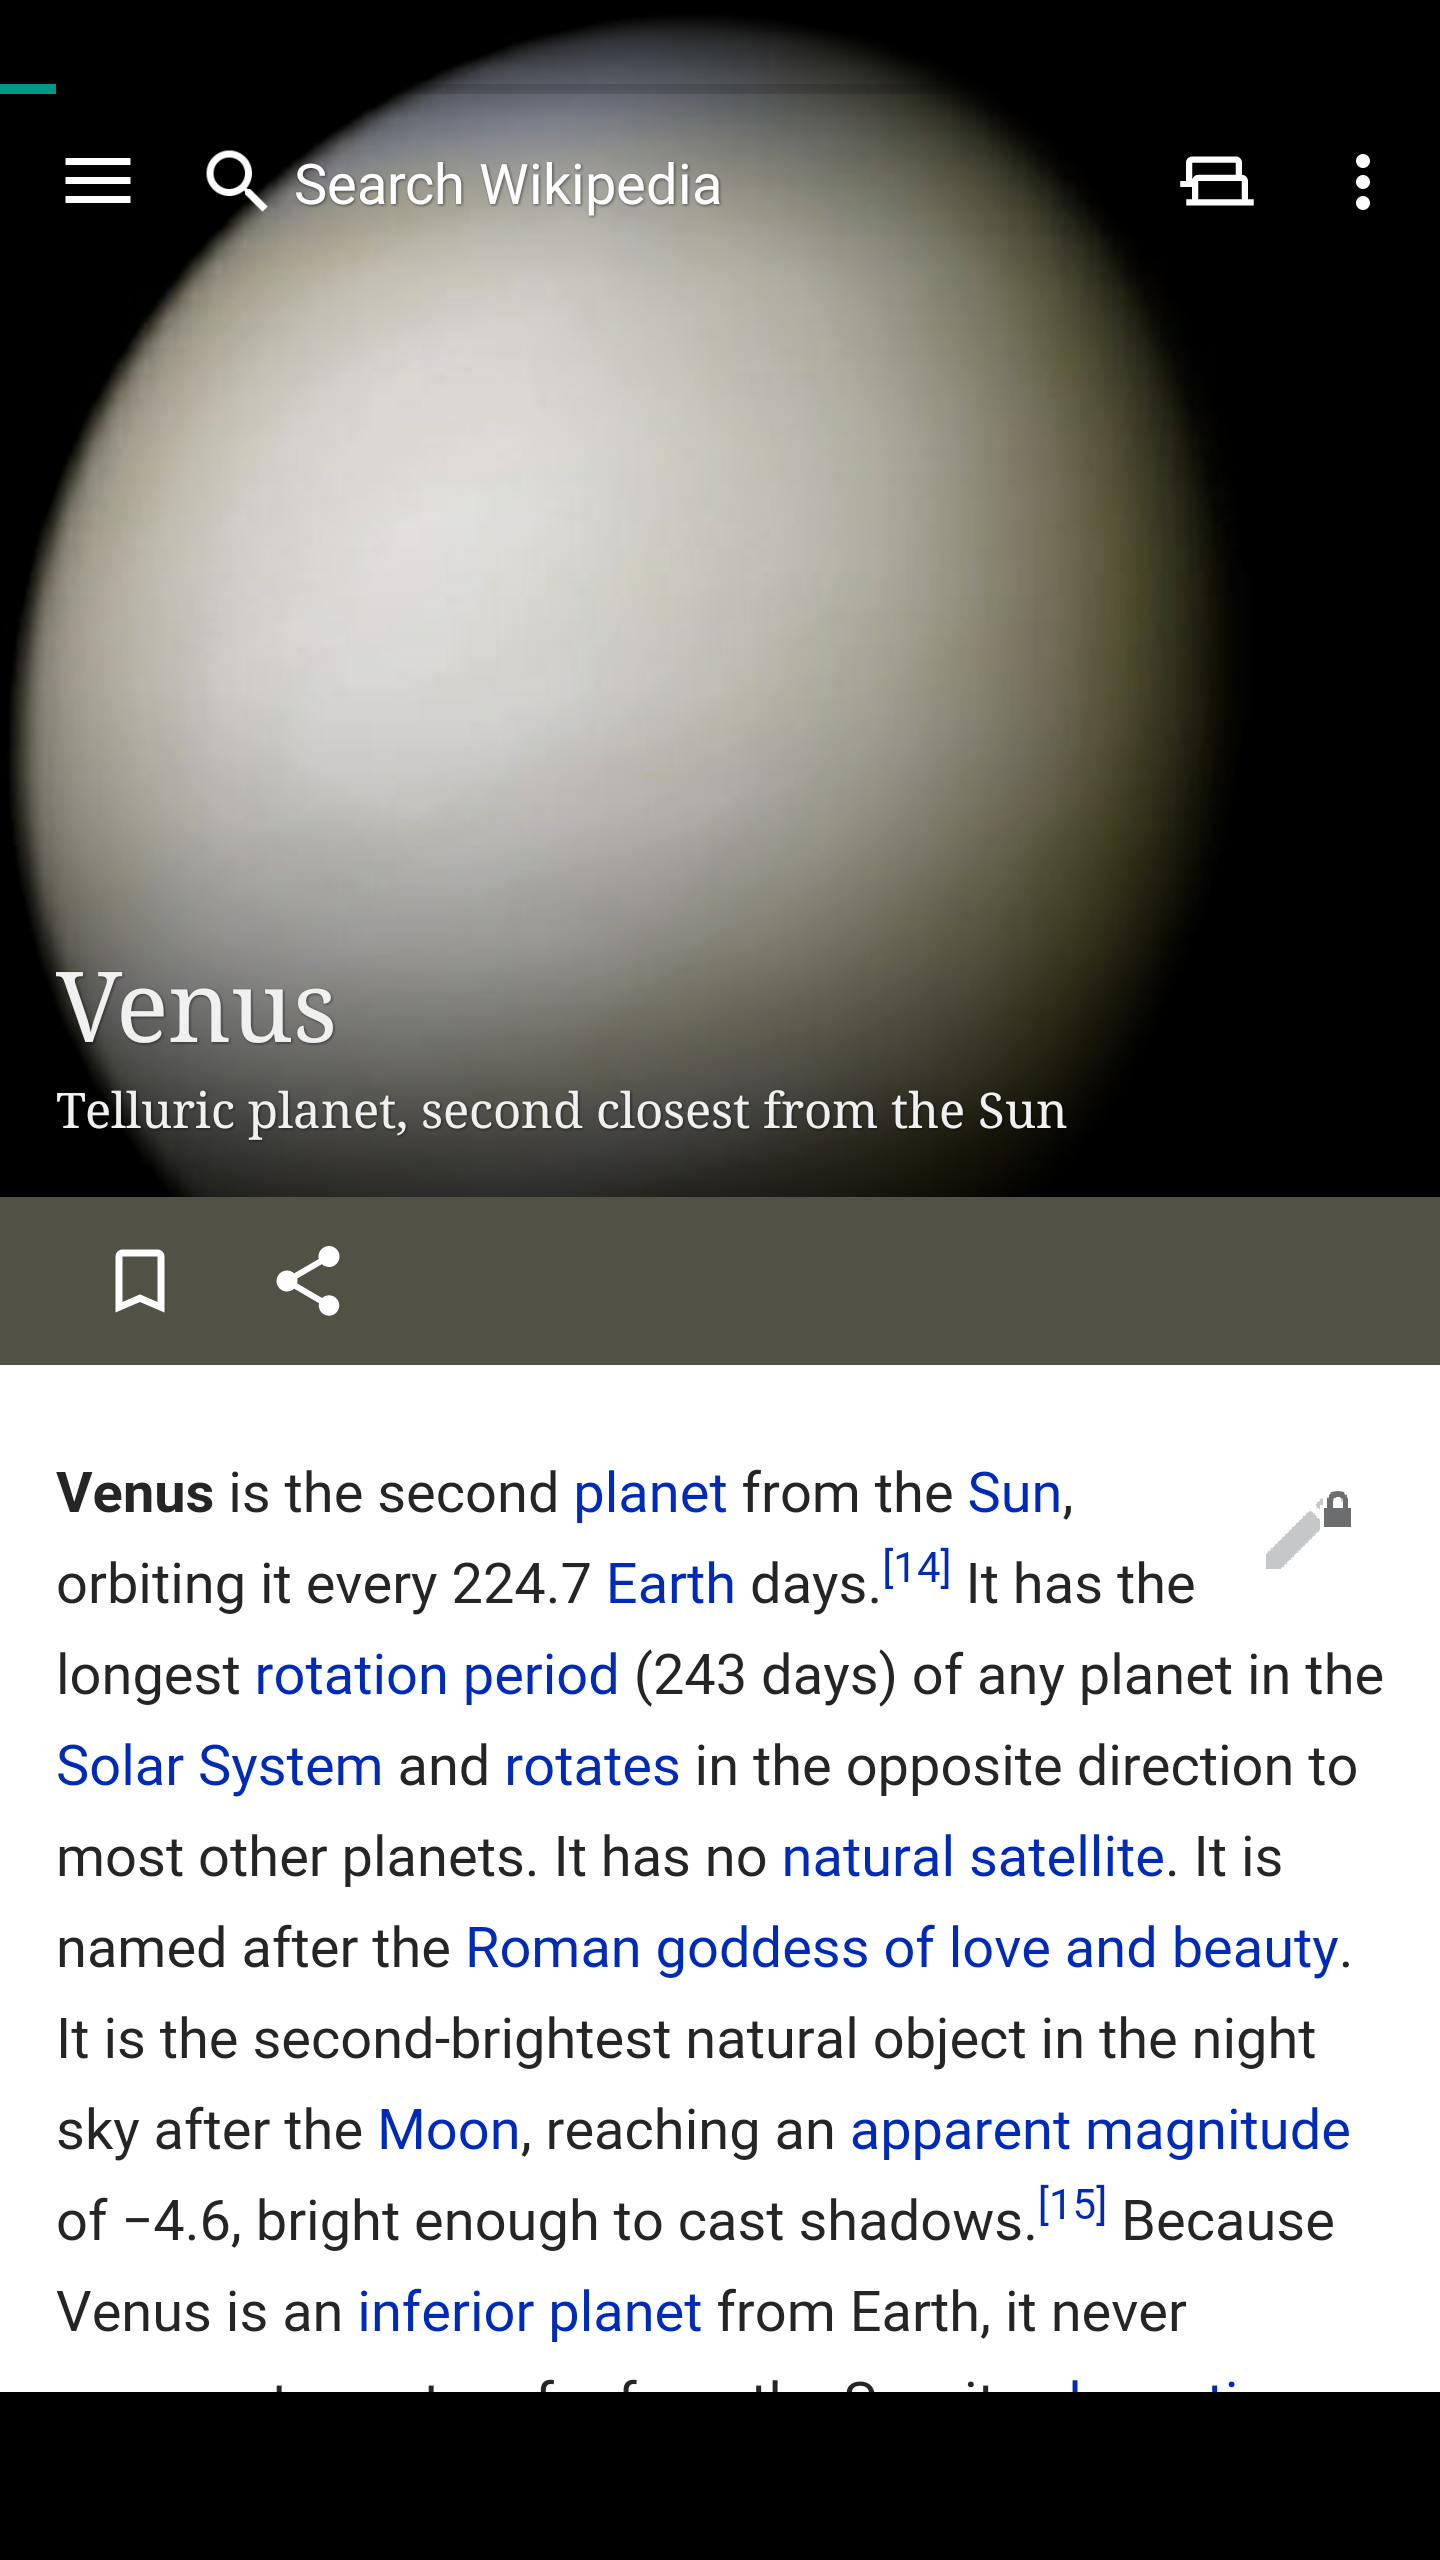 Search Wikipedia
Venus
Telluric planet, second closest from the Sun
Venus is the second planet from the Sun,
orbiting it every 224.7 Earth days.[14] It has the
longest rotation period (243 days) of any planet in the
Solar System and rotates in the opposite direction to
most other planets. It has no natural satellite. It is
named after the Roman goddess of love and beauty.
It is the second-brightest natural object in the night
sky after the Moon, reaching an apparent magnitude
of −4.6, bright enough to cast shadows.[15] Because
Venus is an inferior planet from Earth, it never